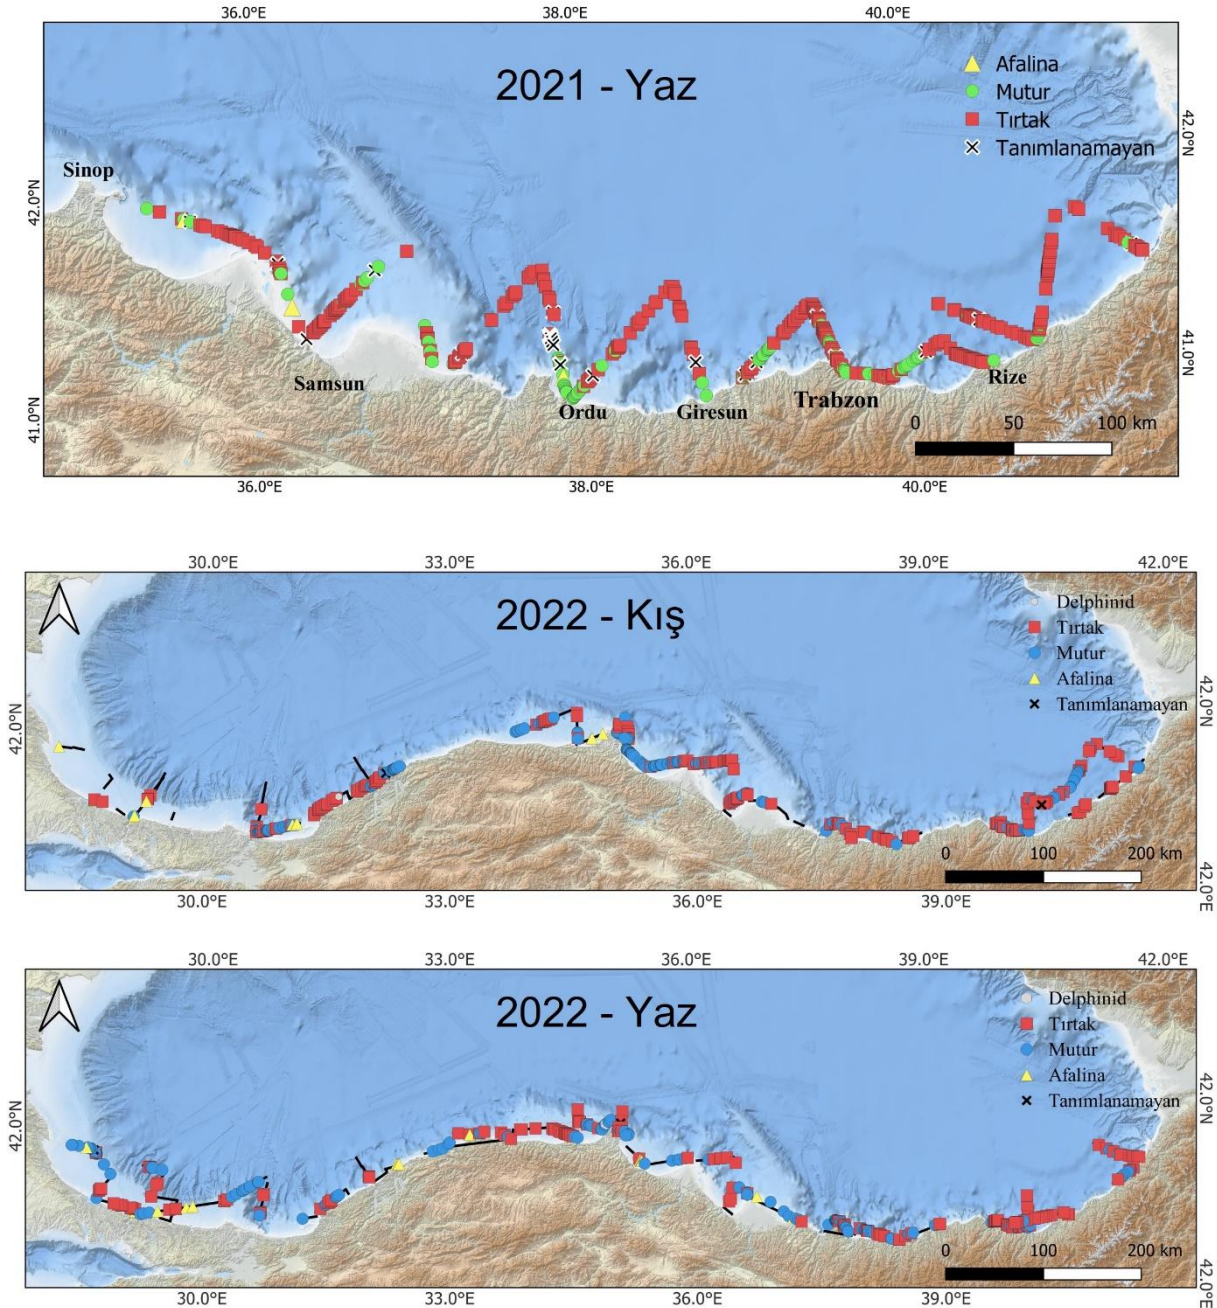 36.0°E 38.0°E 40.0°E
2021 - Yaz
Afalina
Mutur
Tırtak
Tanımlanamayan
42.0°N
42.0°N
Sinop
Samsun
Ordu
Giresun
Trabzon
Rize
41.0°N
41.0°N
0 50 100 km
36.0°E 38.0°E 40.0°E
30.0°E 33.0°E 36.0°E 39.0°E 42.0°E
2022 - Kış
Delphinid
Tırtak
Mutur
Afalina
Tanımlanamayan
42.0°N
42.0°N
0 100 200 km
42.0°E
30.0°E 33.0°E 36.0°E 39.0°E
30.0°E 33.0°E 36.0°E 39.0°E 42.0°E
2022 - Yaz
Delphinid
Tırtak
Mutur
Afalina
Tanımlanamayan
42.0°N
42.0°N
0 100 200 km
42.0°E
30.0°E 33.0°E 36.0°E 39.0°E